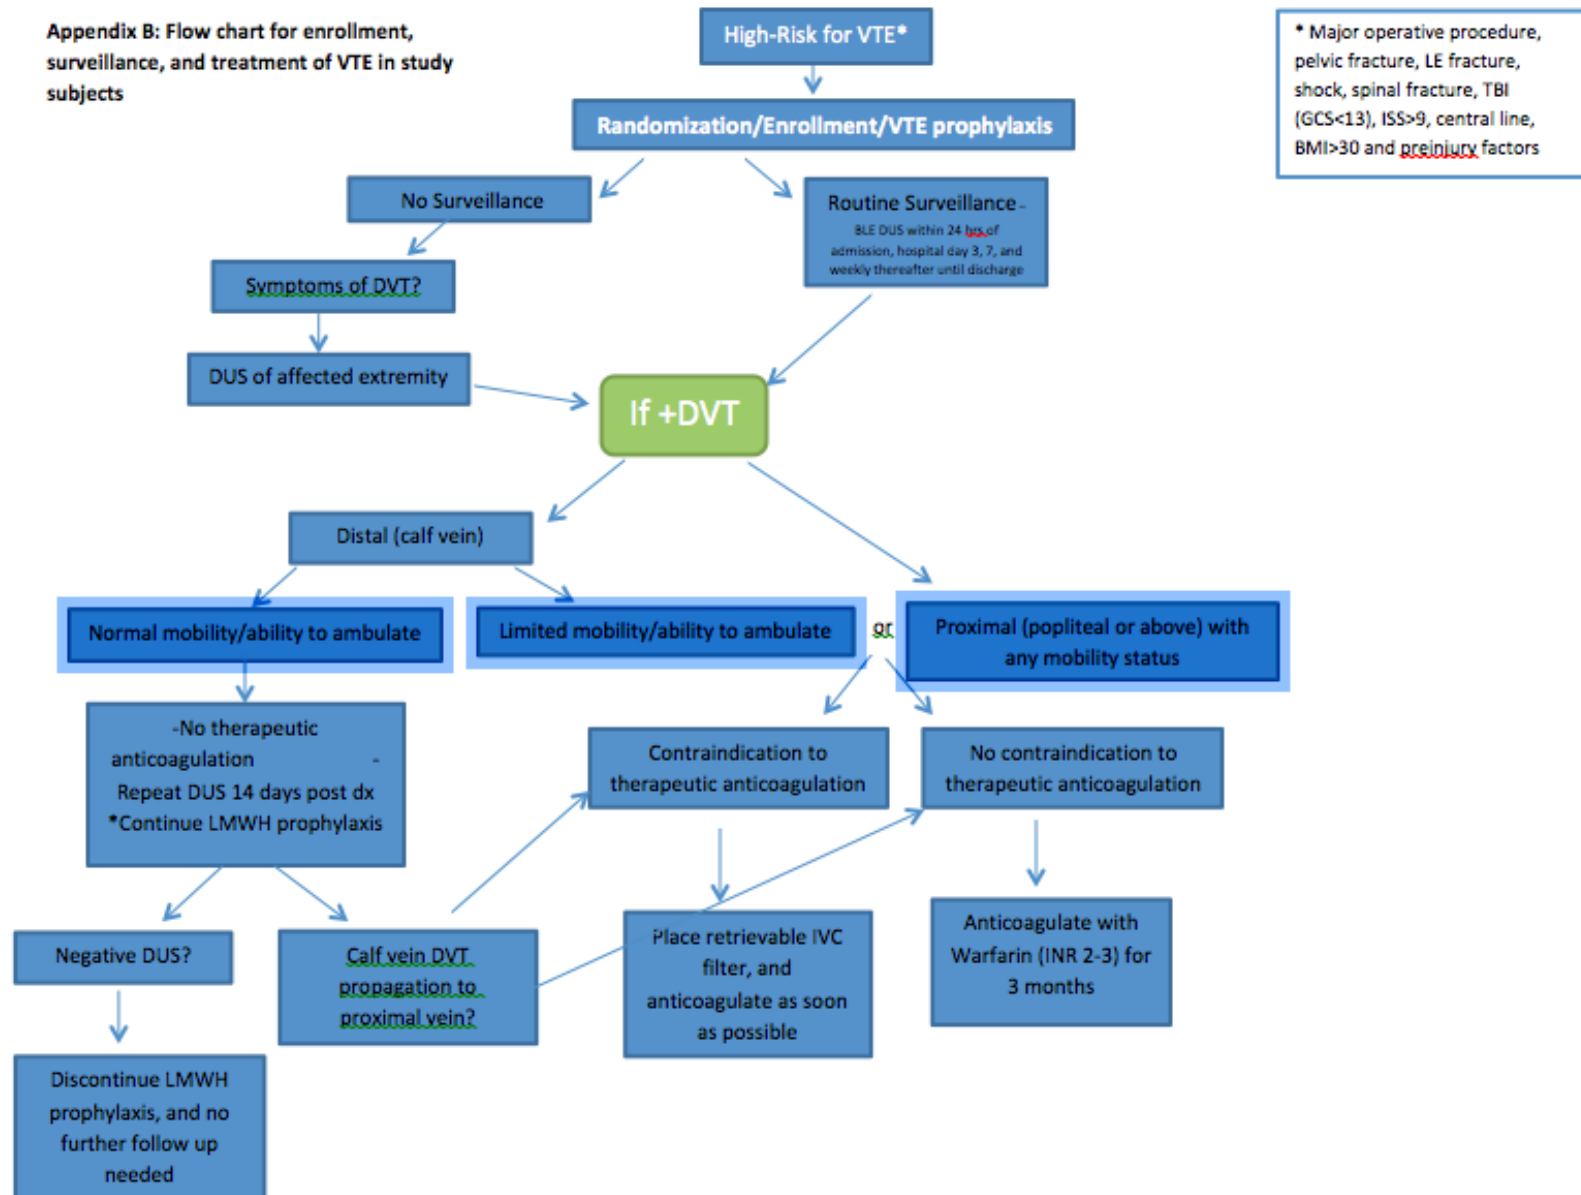 Appendix B: Flow chart for enrollment,
surveillance, and treatment of VTE in study
subjects
High-Risk for VTE*
* Major operative procedure,
pelvic fracture, LE fracture,
shock, spinal fracture, TBI
(GCS<13), ISS>9, central line,
BMI>30 and preinjury factors
Randomization/Enrollment/VTE prophylaxis
No Surveillance
Routine Surveillance –
BLE DUS within 24 hrs of
admission, hospital day 3, 7, and
weekly thereafter until discharge
Symptoms of DVT?
DUS of affected extremity
If +DVT
Distal (calf vein)
Normal mobility/ability to ambulate
Limited mobility/ability to ambulate
or
Proximal (popliteal or above) with
any mobility status
-No therapeutic
anticoagulation -
Repeat DUS 14 days post dx
*Continue LMWH prophylaxis
Contraindication to
therapeutic anticoagulation
No contraindication to
therapeutic anticoagulation
Negative DUS?
Calf vein DVT
propagation to
proximal vein?
Place retrievable IVC
filter, and
anticoagulate as soon
as possible
Anticoagulate with
Warfarin (INR 2-3) for
3 months
Discontinue LMWH
prophylaxis, and no
further follow up
needed